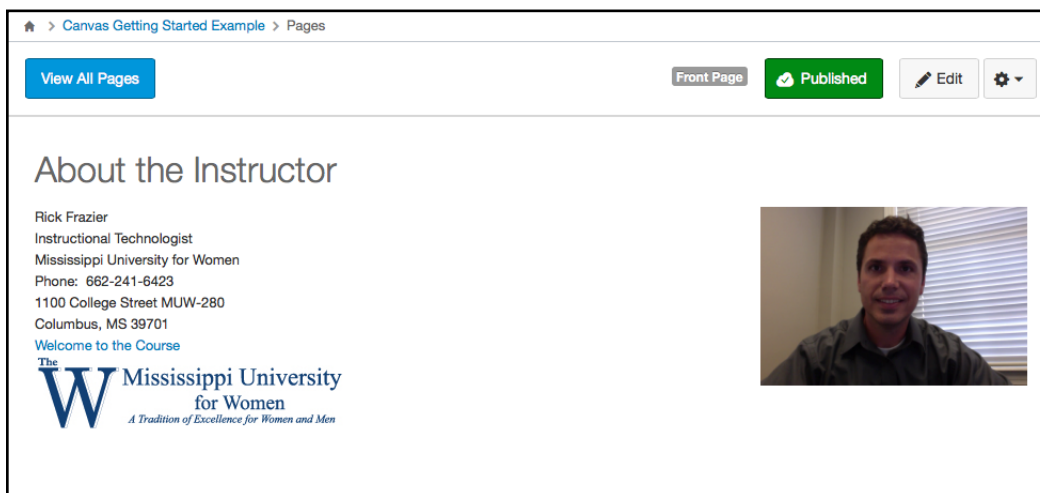 > Canvas Getting Started Example > Pages
View All Pages
Front Page
Published
Edit
About the Instructor
Rick Frazier
Instructional Technologist
Mississippi University for Women
Phone: 662-241-6423
1100 College Street MUW-280
Columbus, MS 39701
Welcome to the Course
The
W Mississippi University
for Women
A Tradition of Excellence for Women and Men